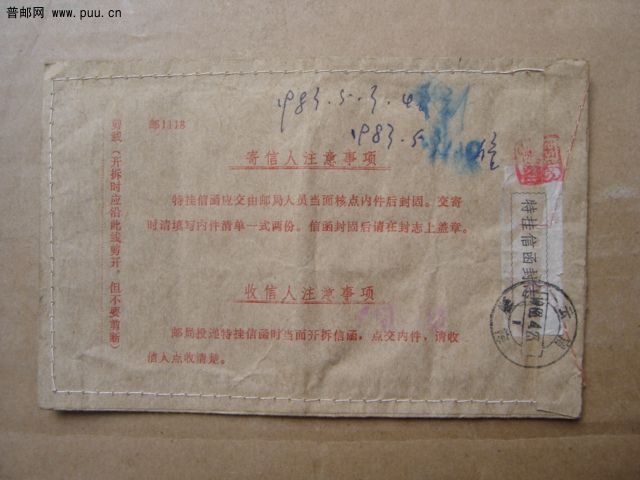 普邮网 www.puu.cn
1983.5.3.
1983.5
邮1118
寄信人注意事项
特挂信函应交由邮局人员当面核点内件后封固。交寄
时请填写内件清单一式两份。信函封固后请在封志上盖章。
收信人注意事项
邮局投递特挂信函时当面开拆信函，点交内件，请收
信人点收清楚。
剪线（开拆时应沿此线剪开，但不要剪断）
特挂信函封